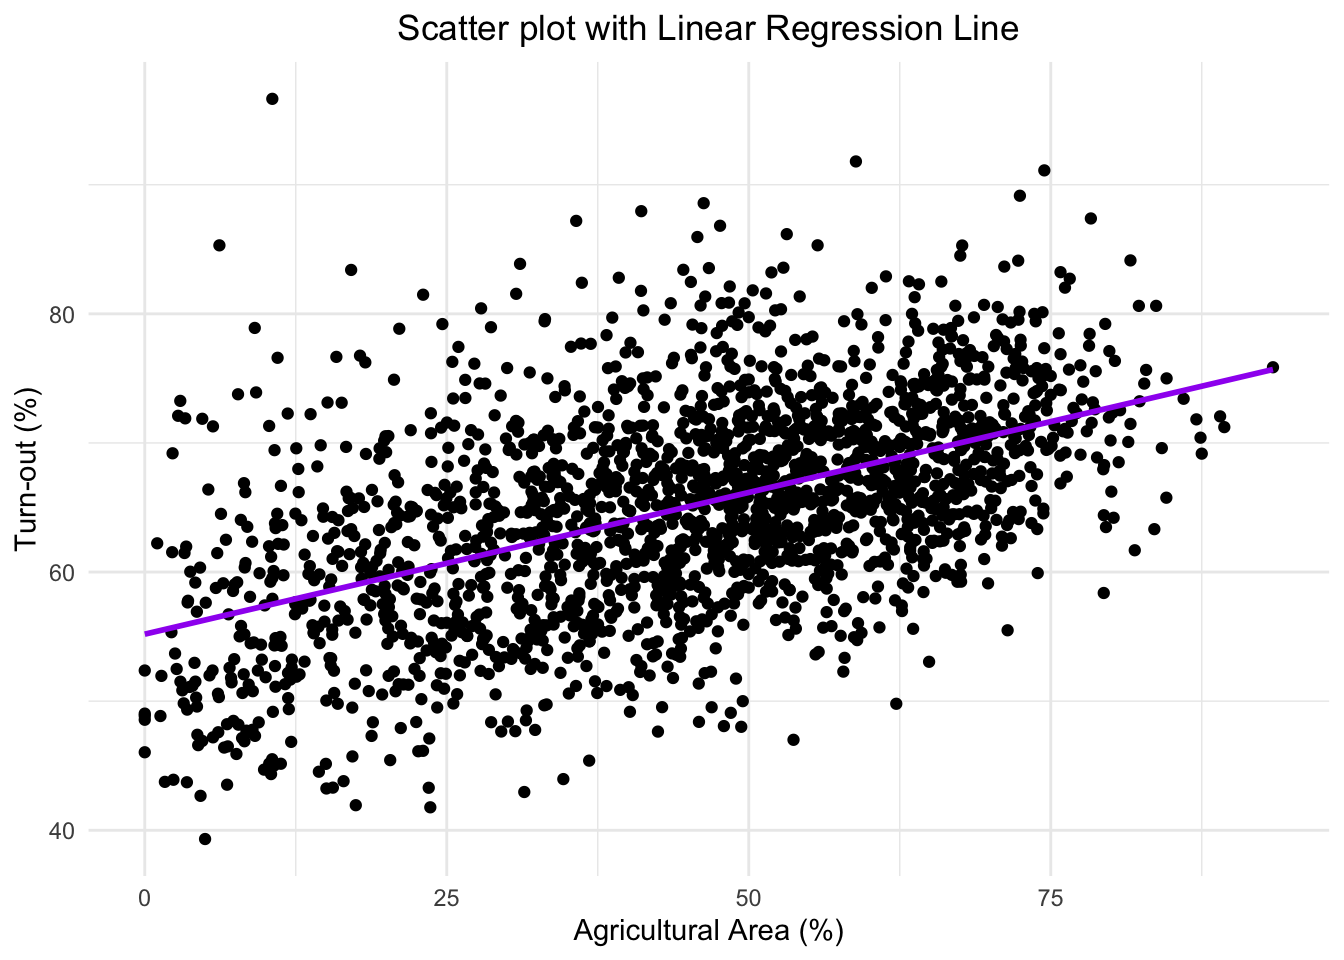 Scatter plot with Linear Regression Line
Turn-out (%)
80
60
40
0 25 50 75
Agricultural Area (%)